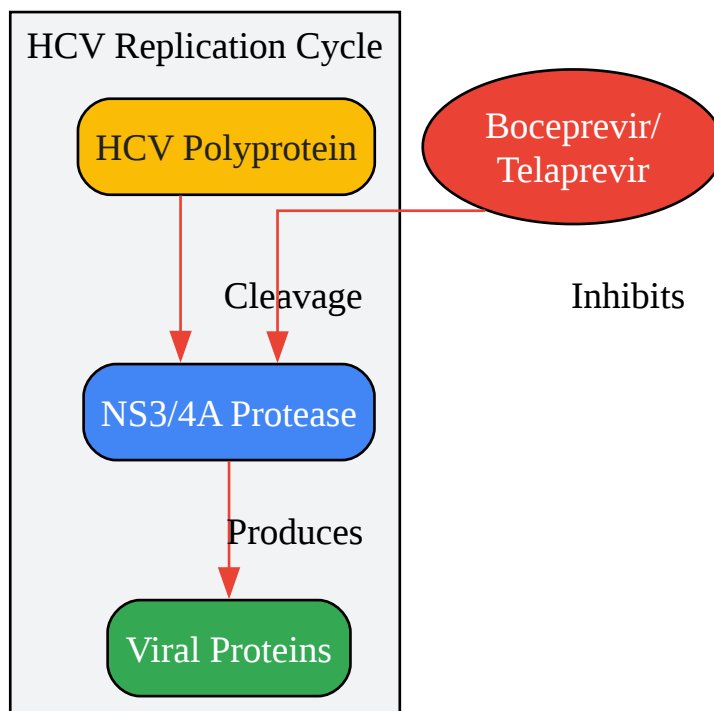 HCV Replication Cycle
HCV Polyprotein
Boceprevir/
Telaprevir
Cleavage
Inhibits
NS3/4A Protease
Produces
Viral Proteins